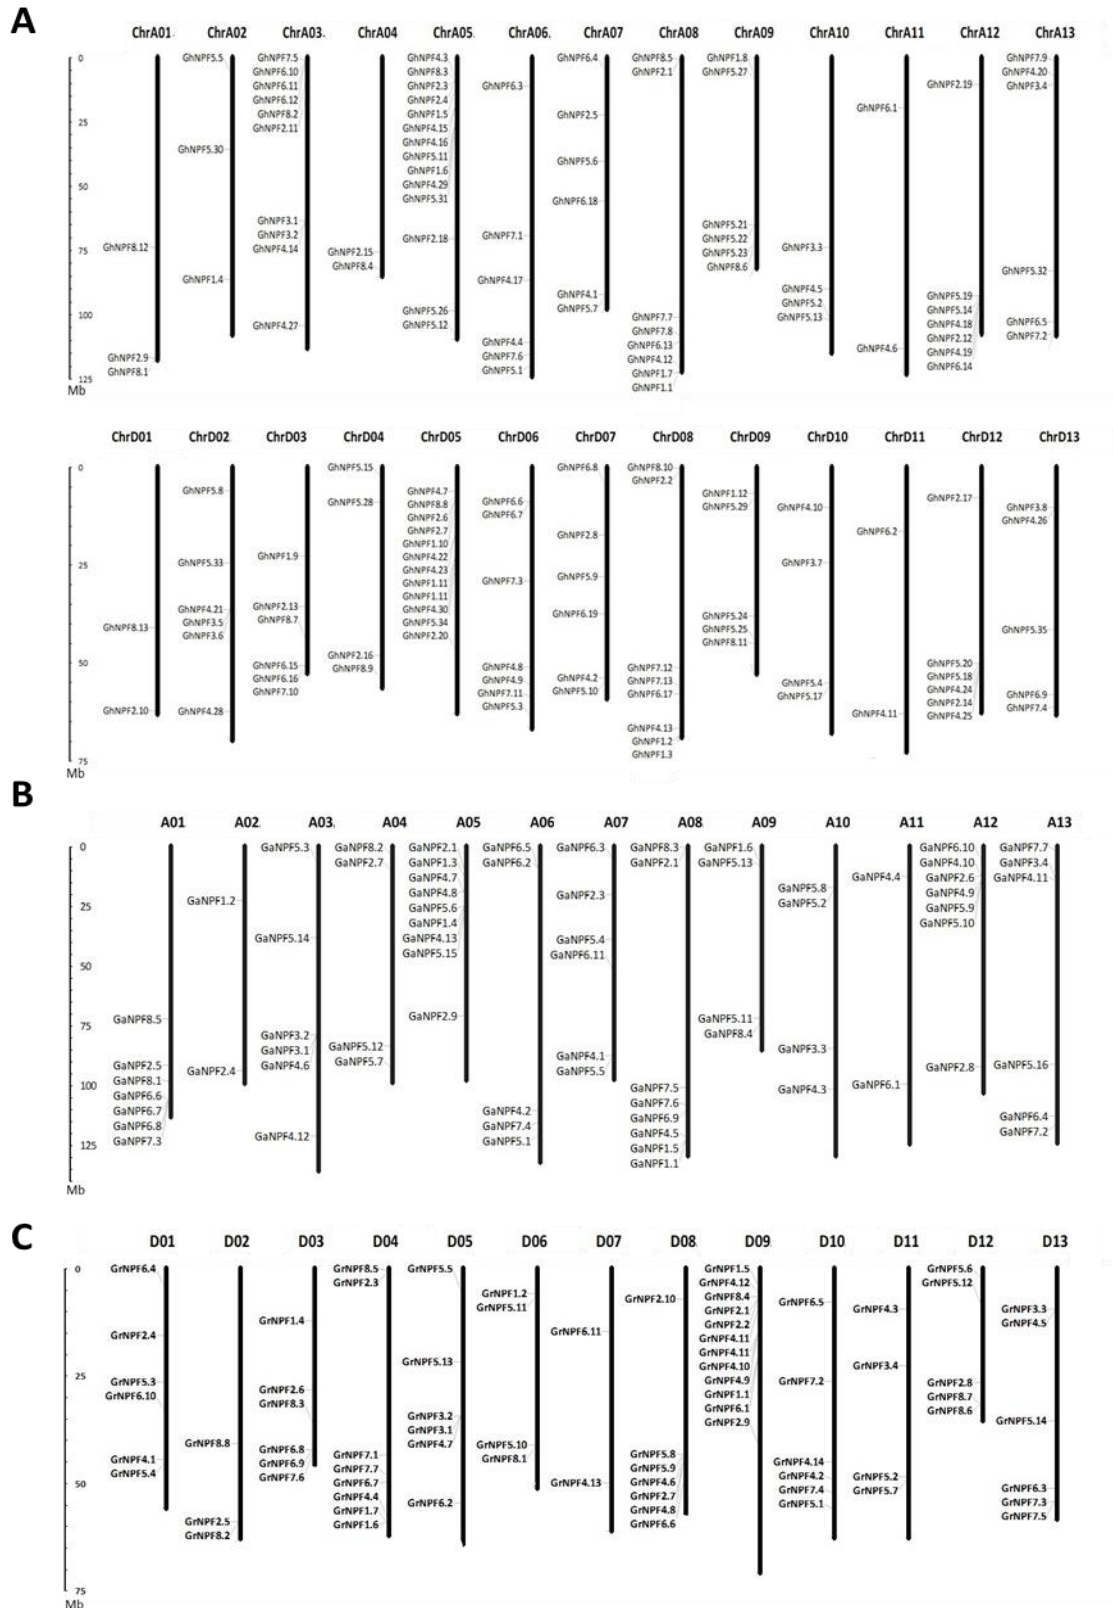 A
ChrA01 ChrA02 ChrA03 ChrA04 ChrA05 ChrA06 ChrA07 ChrA08 ChrA09 ChrA10 ChrA11 ChrA12 ChrA13
0
25
50
75
100
125
Mb
GhNPF8.12
GhNPF2.9
GhNPF8.1
GhNPF5.5
GhNPF5.30
GhNPF1.4
GhNPF7.5
GhNPF6.10
GhNPF6.11
GhNPF6.12
GhNPF8.2
GhNPF2.11
GhNPF3.1
GhNPF3.2
GhNPF4.14
GhNPF4.27
GhNPF2.15
GhNPF8.4
GhNPF4.3
GhNPF8.3
GhNPF2.3
GhNPF2.4
GhNPF1.5
GhNPF4.15
GhNPF4.16
GhNPF5.11
GhNPF1.6
GhNPF4.29
GhNPF5.31
GhNPF2.18
GhNPF5.26
GhNPF5.12
GhNPF6.3
GhNPF7.1
GhNPF4.17
GhNPF4.4
GhNPF7.6
GhNPF5.1
GhNPF6.4
GhNPF2.5
GhNPF5.6
GhNPF6.18
GhNPF4.1
GhNPF5.7
GhNPF8.5
GhNPF2.1
GhNPF7.7
GhNPF7.8
GhNPF6.13
GhNPF4.12
GhNPF1.7
GhNPF1.1
GhNPF1.8
GhNPF5.27
GhNPF5.21
GhNPF5.22
GhNPF5.23
GhNPF8.6
GhNPF3.3
GhNPF4.5
GhNPF5.2
GhNPF5.13
GhNPF6.1
GhNPF4.6
GhNPF2.19
GhNPF5.19
GhNPF5.14
GhNPF4.18
GhNPF2.12
GhNPF4.19
GhNPF6.14
GhNPF7.9
GhNPF4.20
GhNPF3.4
GhNPF5.32
GhNPF6.5
GhNPF7.2
ChrD01 ChrD02 ChrD03 ChrD04 ChrD05 ChrD06 ChrD07 ChrD08 ChrD09 ChrD10 ChrD11 ChrD12 ChrD13
0
25
50
75
Mb
GhNPF8.13
GhNPF2.10
GhNPF5.8
GhNPF5.33
GhNPF4.21
GhNPF3.5
GhNPF3.6
GhNPF4.28
GhNPF1.9
GhNPF2.13
GhNPF8.7
GhNPF6.15
GhNPF6.16
GhNPF7.10
GhNPF5.15
GhNPF5.28
GhNPF2.16
GhNPF8.9
GhNPF4.7
GhNPF8.8
GhNPF2.6
GhNPF2.7
GhNPF1.10
GhNPF4.22
GhNPF4.23
GhNPF1.11
GhNPF1.11
GhNPF4.30
GhNPF5.34
GhNPF2.20
GhNPF6.6
GhNPF6.7
GhNPF7.3
GhNPF4.8
GhNPF4.9
GhNPF7.11
GhNPF5.3
GhNPF6.8
GhNPF2.8
GhNPF5.9
GhNPF6.19
GhNPF4.2
GhNPF5.10
GhNPF8.10
GhNPF2.2
GhNPF7.12
GhNPF7.13
GhNPF6.17
GhNPF4.13
GhNPF1.2
GhNPF1.3
GhNPF1.12
GhNPF5.29
GhNPF5.24
GhNPF5.25
GhNPF8.11
GhNPF4.10
GhNPF3.7
GhNPF5.4
GhNPF5.17
GhNPF6.2
GhNPF4.11
GhNPF2.17
GhNPF5.20
GhNPF5.18
GhNPF4.24
GhNPF2.14
GhNPF4.25
GhNPF3.8
GhNPF4.26
GhNPF5.35
GhNPF6.9
GhNPF7.4
B
A01 A02 A03 A04 A05 A06 A07 A08 A09 A10 A11 A12 A13
0
25
50
75
100
125
Mb
GaNPF8.5
GaNPF2.5
GaNPF8.1
GaNPF6.6
GaNPF6.7
GaNPF6.8
GaNPF7.3
GaNPF1.2
GaNPF2.4
GaNPF5.3
GaNPF5.14
GaNPF3.2
GaNPF3.1
GaNPF4.6
GaNPF4.12
GaNPF8.2
GaNPF2.7
GaNPF5.12
GaNPF5.7
GaNPF2.1
GaNPF1.3
GaNPF4.7
GaNPF4.8
GaNPF5.6
GaNPF1.4
GaNPF4.13
GaNPF5.15
GaNPF2.9
GaNPF6.5
GaNPF6.2
GaNPF4.2
GaNPF7.4
GaNPF5.1
GaNPF6.3
GaNPF2.3
GaNPF5.4
GaNPF6.11
GaNPF4.1
GaNPF5.5
GaNPF8.3
GaNPF2.1
GaNPF7.5
GaNPF7.6
GaNPF6.9
GaNPF4.5
GaNPF1.5
GaNPF1.1
GaNPF1.6
GaNPF5.13
GaNPF5.11
GaNPF8.4
GaNPF5.8
GaNPF5.2
GaNPF3.3
GaNPF4.3
GaNPF4.4
GaNPF6.1
GaNPF6.10
GaNPF4.10
GaNPF2.6
GaNPF4.9
GaNPF5.9
GaNPF5.10
GaNPF2.8
GaNPF7.7
GaNPF3.4
GaNPF4.11
GaNPF5.16
GaNPF6.4
GaNPF7.2
C
D01 D02 D03 D04 D05 D06 D07 D08 D09 D10 D11 D12 D13
0
25
50
75
Mb
GrNPF6.4
GrNPF2.4
GrNPF5.3
GrNPF6.10
GrNPF4.1
GrNPF5.4
GrNPF8.8
GrNPF2.5
GrNPF8.2
GrNPF1.4
GrNPF2.6
GrNPF8.3
GrNPF6.8
GrNPF6.9
GrNPF7.6
GrNPF8.5
GrNPF2.3
GrNPF7.1
GrNPF7.7
GrNPF6.7
GrNPF4.4
GrNPF1.7
GrNPF1.6
GrNPF5.5
GrNPF5.13
GrNPF3.2
GrNPF3.1
GrNPF4.7
GrNPF6.2
GrNPF1.2
GrNPF5.11
GrNPF5.10
GrNPF8.1
GrNPF6.11
GrNPF4.13
GrNPF2.10
GrNPF5.8
GrNPF5.9
GrNPF4.6
GrNPF2.7
GrNPF4.8
GrNPF6.6
GrNPF1.5
GrNPF4.12
GrNPF8.4
GrNPF2.1
GrNPF2.2
GrNPF4.11
GrNPF4.11
GrNPF4.10
GrNPF4.9
GrNPF1.1
GrNPF6.1
GrNPF2.9
GrNPF6.5
GrNPF7.2
GrNPF4.14
GrNPF4.2
GrNPF7.4
GrNPF5.1
GrNPF4.3
GrNPF3.4
GrNPF5.2
GrNPF5.7
GrNPF5.6
GrNPF5.12
GrNPF2.8
GrNPF8.7
GrNPF8.6
GrNPF3.3
GrNPF4.5
GrNPF5.14
GrNPF6.3
GrNPF7.3
GrNPF7.5